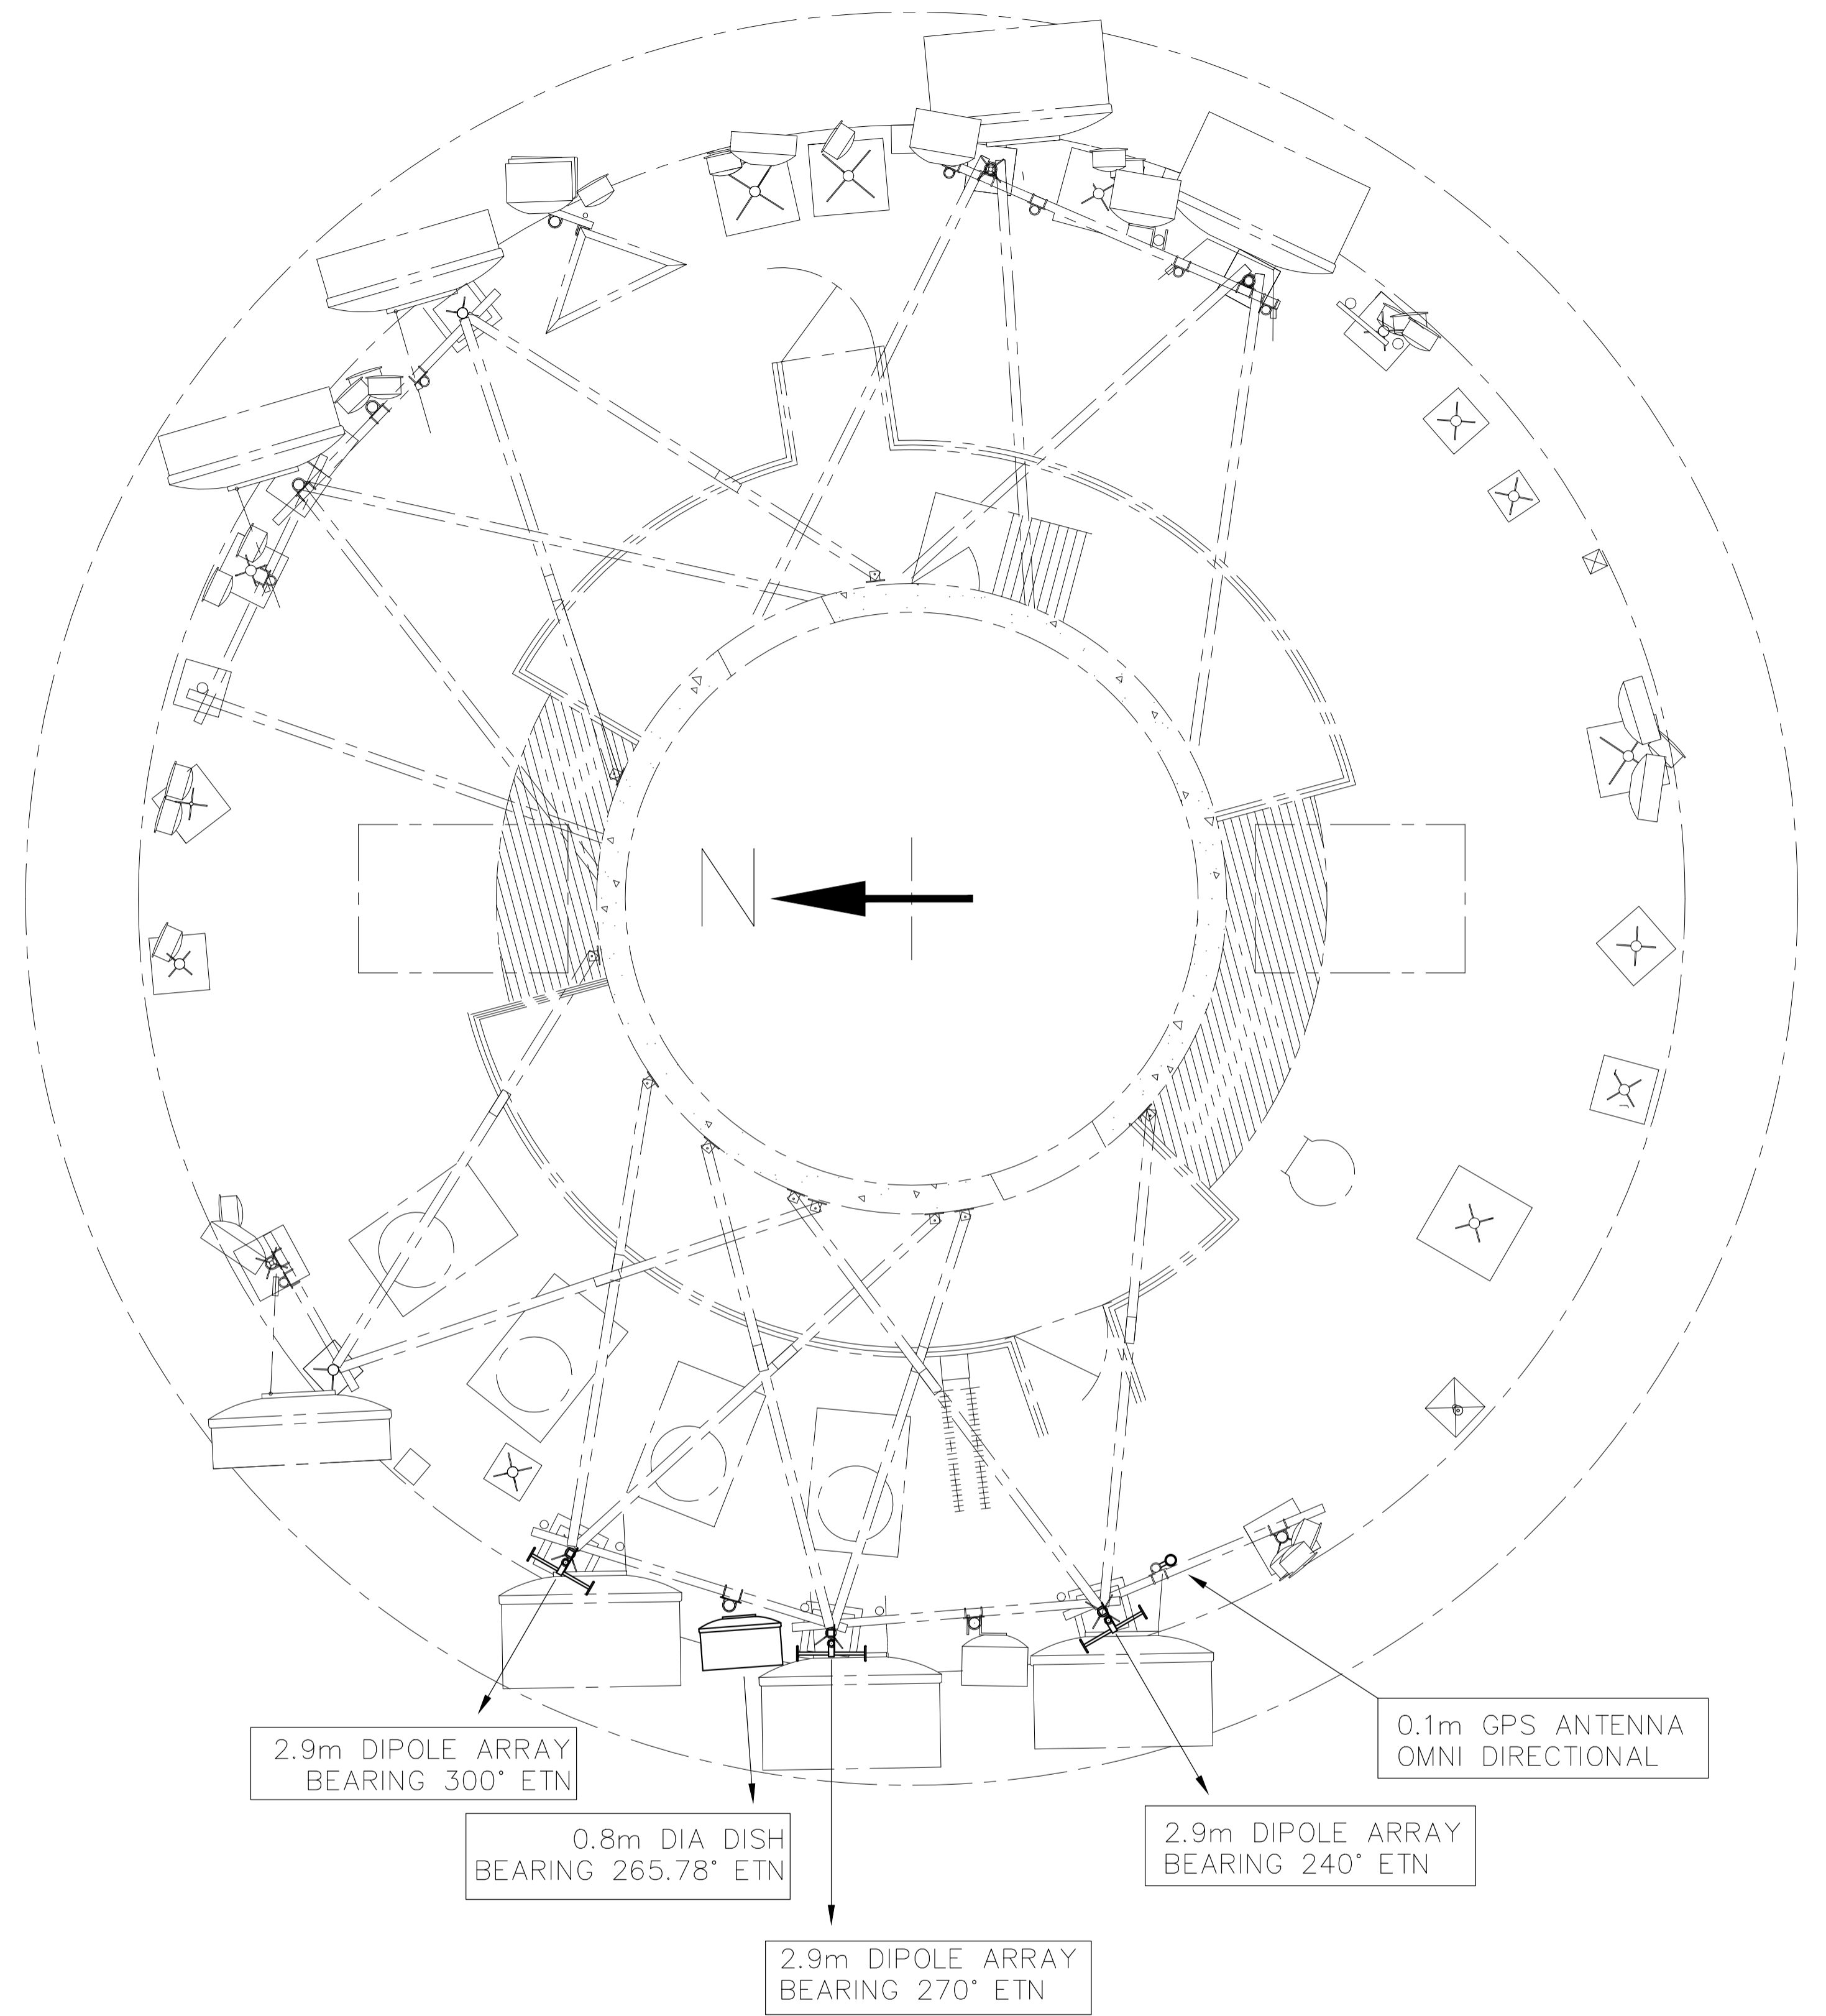 N
2.9m DIPOLE ARRAY
BEARING 300° ETN
0.1m GPS ANTENNA
OMNI DIRECTIONAL
0.8m DIA DISH
BEARING 265.78° ETN
2.9m DIPOLE ARRAY
BEARING 240° ETN
2.9m DIPOLE ARRAY
BEARING 270° ETN